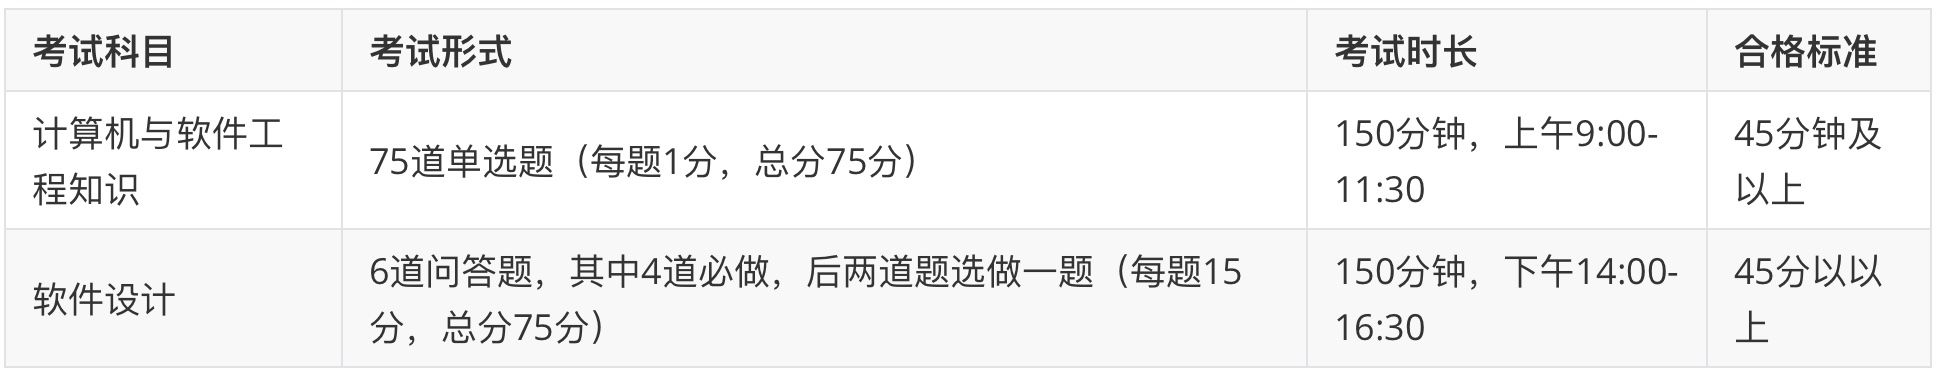 考试科目
考试形式
考试时长
合格标准
计算机与软件工
程知识
75道单选题（每题1分，总分75分）
150分钟，上午9:00-
11:30
45分钟及
以上
软件设计
6道问答题，其中4道必做，后两道题选做一题（每题15
分，总分75分）
150分钟，下午14:00-
16:30
45分以以
上